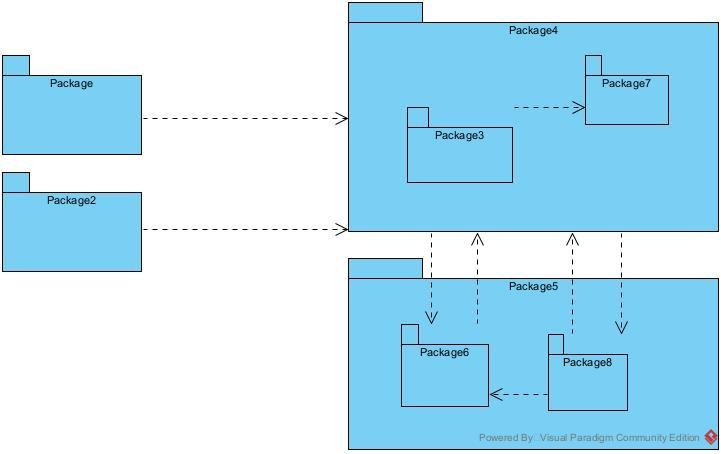 Package4
Package
Package7
Package3
Package2
Package5
Package6
Package8
Powered By Visual Paradigm Community Edition